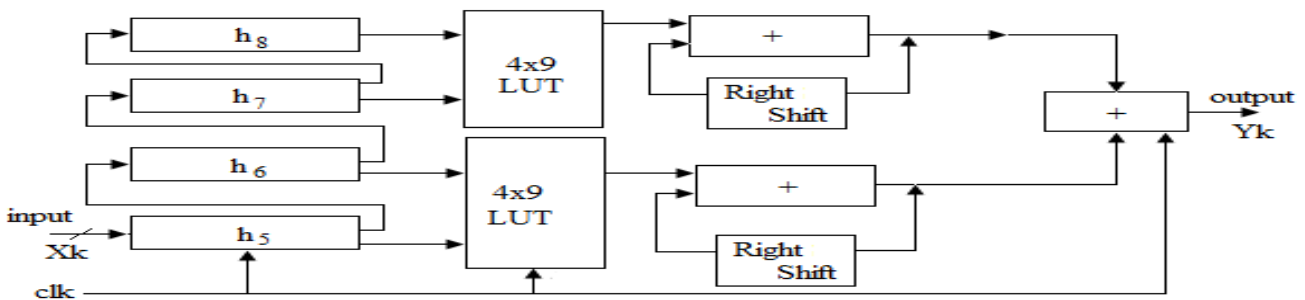 h8
4x9
LUT
+
h7
Right
Shift
output
+
Yk
h6
4x9
LUT
+
input
Xk
h5
Right
Shift
clk